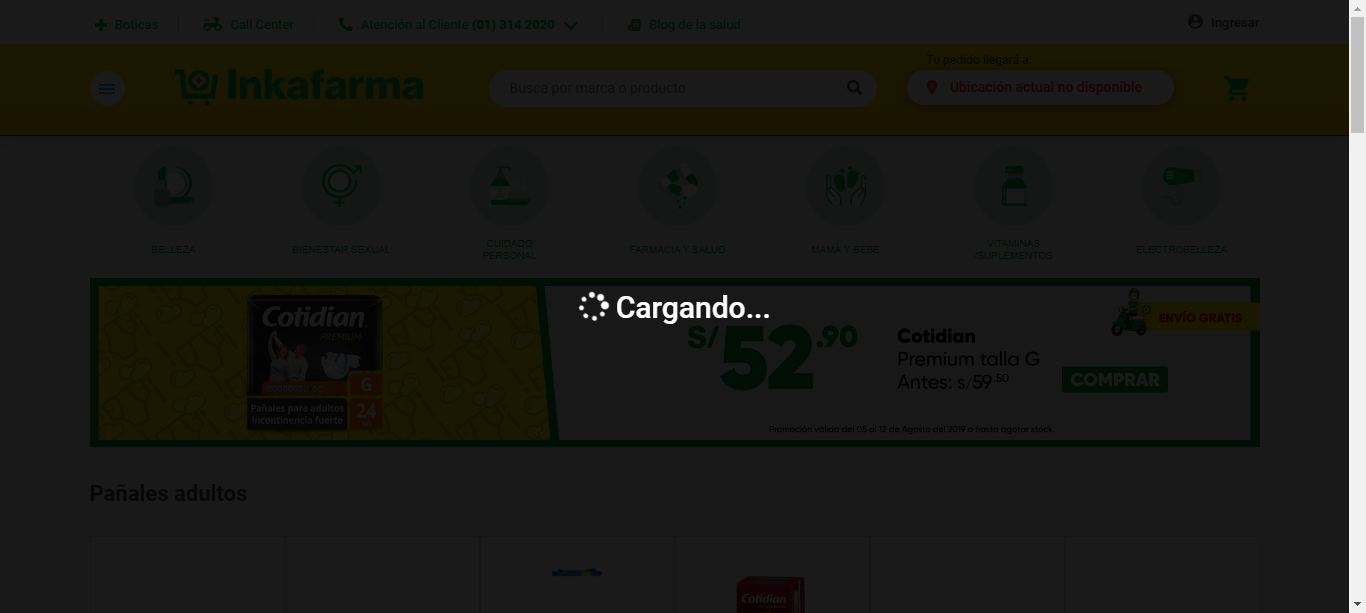 Boticas
Call Center
Atención al Cliente (01) 314 2020
Blog de la salud
Ingresar
Inkafarma
Busca por marca o producto
Tu pedido llegará a:
Ubicación actual no disponible
BELLEZA
BIENESTAR SEXUAL
CUIDADO
PERSONAL
FARMACIA Y SALUD
MAMÁ Y BEBÉ
VITAMINAS
/SUPLEMENTOS
ELECTROBELLEZA
Cargando...
Cotidian
PREMIUM
G
24
Pañales para adultos
Incontinencia fuerte
S/52.90
Cotidian
Premium talla G
Antes: s/59.50
ENVÍO GRATIS
COMPRAR
Promoción válida del 05 al 12 de Agosto del 2019 o hasta agotar stock.
Pañales adultos
Cotidian